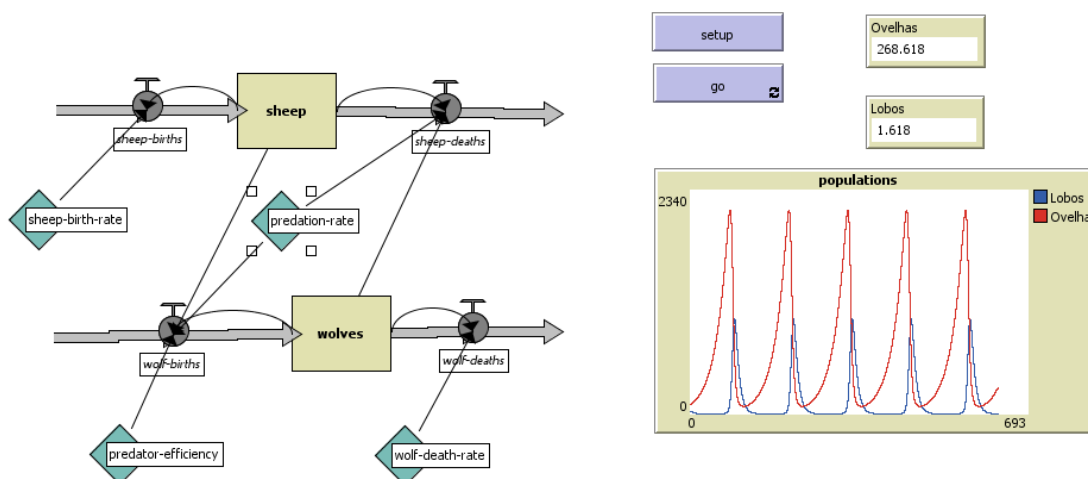 sheep
sheep-births
sheep-deaths
sheep-birth-rate
predation-rate
wolves
wolf-births
wolf-deaths
predator-efficiency
wolf-death-rate
setup
go
Ovelhas
268.618
Lobos
1.618
populations
2340
0
0
693
Lobos
Ovelha